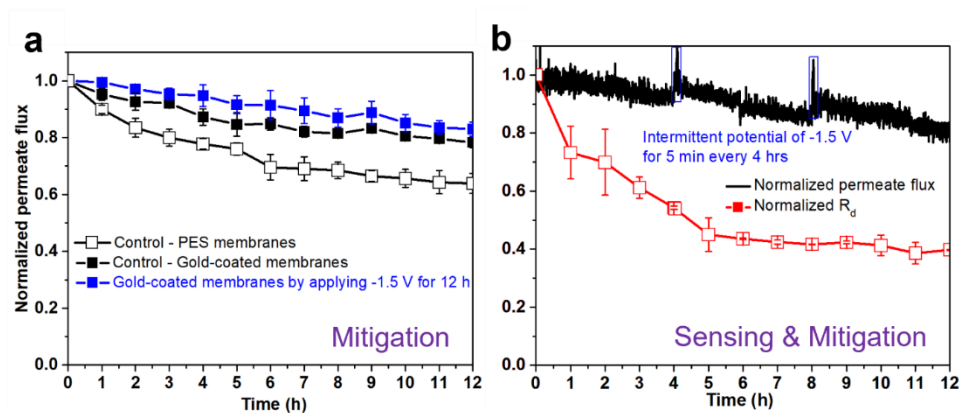 a
Normalized permeate flux
1.0
0.8
0.6
0.4
0.2
0.0
Control - PES membranes
Control - Gold-coated membranes
Gold-coated membranes by applying -1.5 V for 12 h
Mitigation
0 1 2 3 4 5 6 7 8 9 10 11 12
Time (h)
b
1.0
0.8
0.6
0.4
0.2
0.0
Intermittent potential of -1.5 V
for 5 min every 4 hrs
Normalized permeate flux
Normalized Rd
Sensing & Mitigation
0 1 2 3 4 5 6 7 8 9 10 11 12
Time (h)